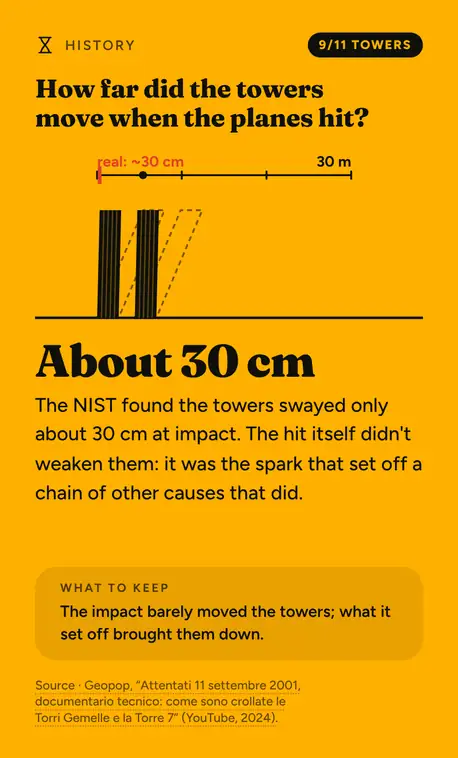 HISTORY
9/11 TOWERS
How far did the towers
move when the planes hit?
real: ~30 cm
30 m
About 30 cm
The NIST found the towers swayed only
about 30 cm at impact. The hit itself didn't
weaken them: it was the spark that set off a
chain of other causes that did.
WHAT TO KEEP
The impact barely moved the towers; what it
set off brought them down.
Source · Geopop, “Attentati 11 settembre 2001,
documentario tecnico: come sono crollate le
Torri Gemelle e la Torre 7” (YouTube, 2024).